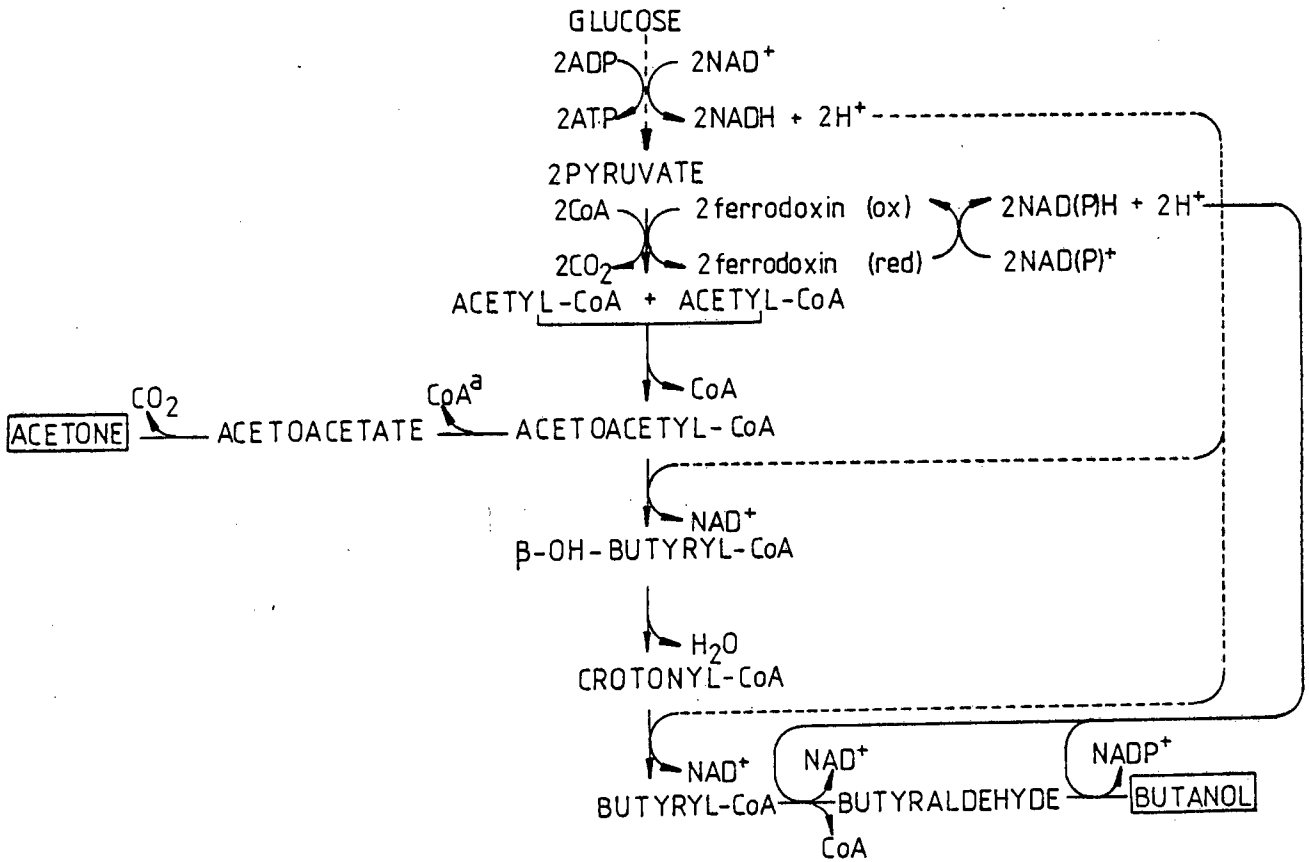 GLUCOSE
2ADP 2NAD+
2ATP 2NADH + 2H+
2PYRUVATE
2CoA 2 ferrodoxin (ox) 2NAD(P)H + 2H+
2CO2 2 ferrodoxin (red) 2NAD(P)+
ACETYL-CoA + ACETYL-CoA
CoA
CO2 CoAa
ACETONE ACETOACETATE ACETOACETYL-CoA
NAD+
β-OH-BUTYRYL-CoA
H2O
CROTONYL-CoA
NAD+ NAD+ NADP+
BUTYRYL-CoA BUTYRALDEHYDE BUTANOL
CoA